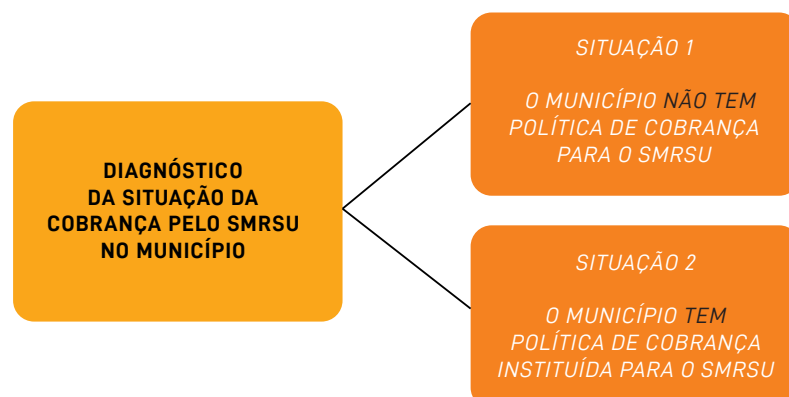 DIAGNÓSTICO
DA SITUAÇÃO DA
COBRANÇA PELO SMRSU
NO MUNICÍPIO
SITUAÇÃO 1
O MUNICÍPIO NÃO TEM
POLÍTICA DE COBRANÇA
PARA O SMRSU
SITUAÇÃO 2
O MUNICÍPIO TEM
POLÍTICA DE COBRANÇA
INSTITUÍDA PARA O SMRSU